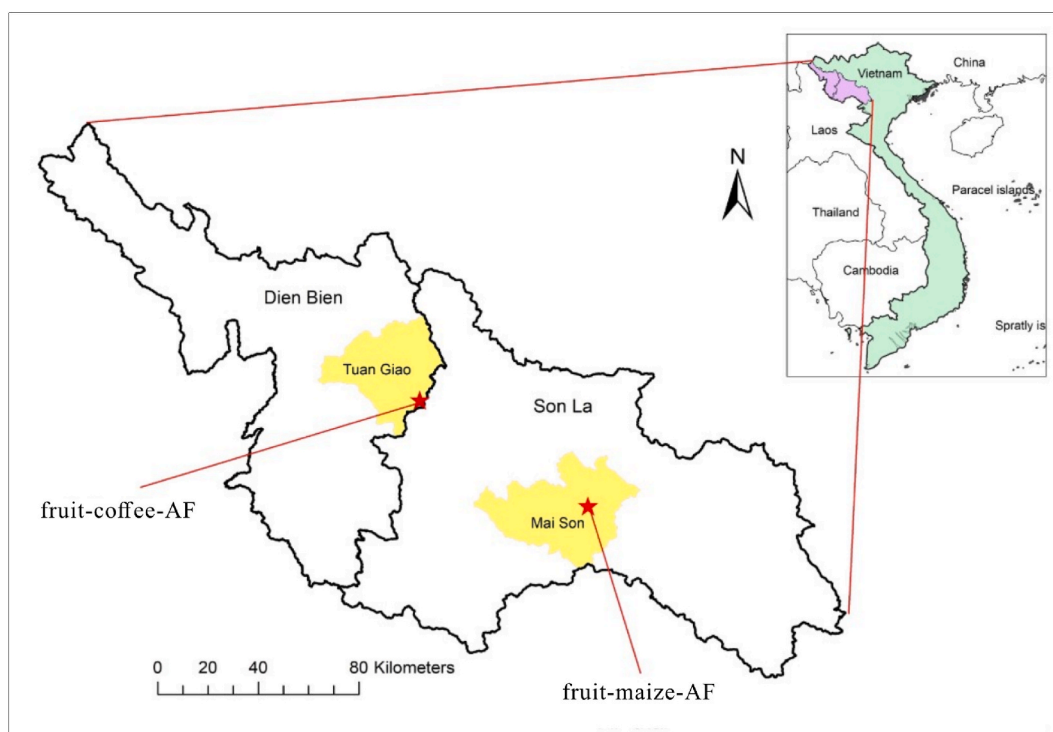 China
Vietnam
Laos
N
Paracel islands
Thailand
Cambodia
Dien Bien
Spratly is
Tuan Giao
Son La
fruit-coffee-AF
Mai Son
0 20 40 80 Kilometers
fruit-maize-AF